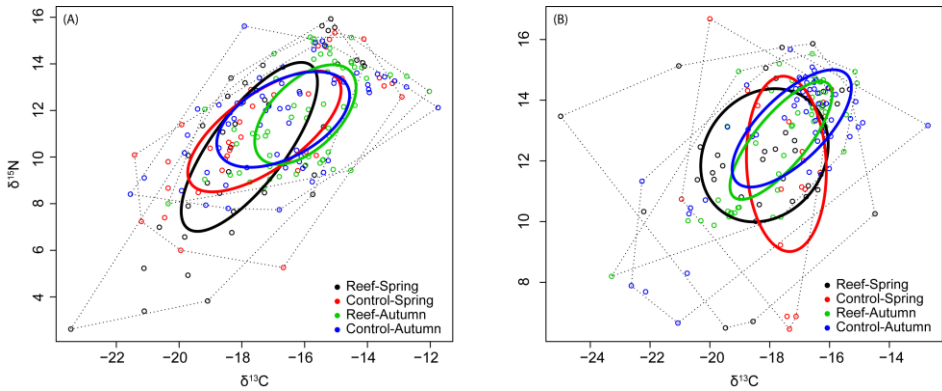 (A)
δ¹⁵N
16
14
12
10
8
6
4
−22 −20 −18 −16 −14 −12
δ¹³C
Reef-Spring
Control-Spring
Reef-Autumn
Control-Autumn
(B)
16
14
12
10
8
−24 −22 −20 −18 −16 −14
δ¹³C
Reef-Spring
Control-Spring
Reef-Autumn
Control-Autumn